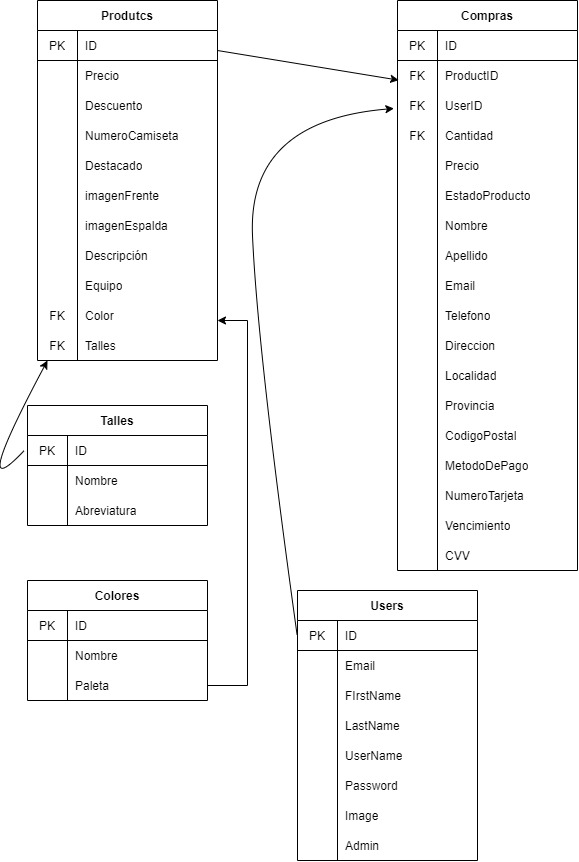 Produtcs
PK ID
Precio
Descuento
NumeroCamiseta
Destacado
imagenFrente
imagenEspalda
Descripción
Equipo
FK Color
FK Talles
Compras
PK ID
FK ProductID
FK UserID
FK Cantidad
Precio
EstadoProducto
Nombre
Apellido
Email
Telefono
Direccion
Localidad
Provincia
CodigoPostal
MetodoDePago
NumeroTarjeta
Vencimiento
CVV
Talles
PK ID
Nombre
Abreviatura
Colores
PK ID
Nombre
Paleta
Users
PK ID
Email
FIrstName
LastName
UserName
Password
Image
Admin